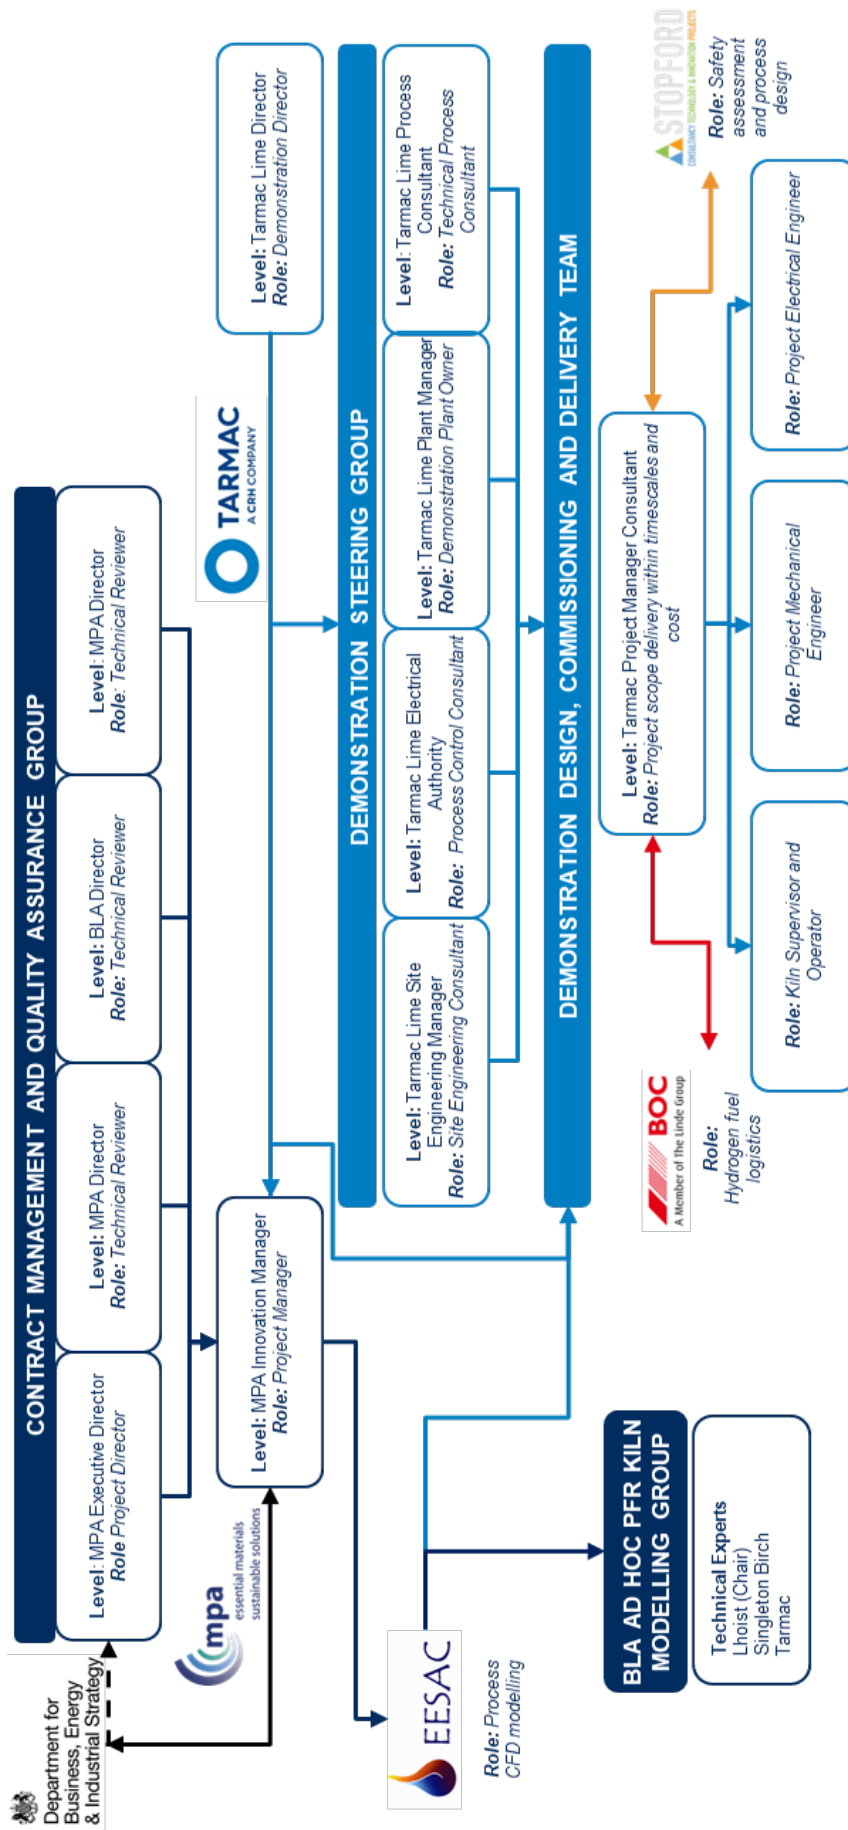 Department for
Business, Energy
& Industrial Strategy
CONTRACT MANAGEMENT AND QUALITY ASSURANCE GROUP
Level: MPA Executive Director
Role Project Director
Level: MPA Director
Role: Technical Reviewer
Level: BLA Director
Role: Technical Reviewer
Level: MPA Director
Role: Technical Reviewer
mpa
essential materials
sustainable solutions
Level: MPA Innovation Manager
Role: Project Manager
TARMAC
A CRH COMPANY
Level: Tarmac Lime Director
Role: Demonstration Director
DEMONSTRATION STEERING GROUP
Level: Tarmac Lime Site
Engineering Manager
Role: Site Engineering Consultant
Level: Tarmac Lime Electrical
Authority
Role: Process Control Consultant
Level: Tarmac Lime Plant Manager
Role: Demonstration Plant Owner
Level: Tarmac Lime Process
Consultant
Role: Technical Process
Consultant
EESAC
Role: Process
CFD modelling
DEMONSTRATION DESIGN, COMMISSIONING AND DELIVERY TEAM
BLA AD HOC PFR KILN
MODELLING GROUP
Technical Experts
Lhoist (Chair)
Singleton Birch
Tarmac
BOC
A Member of The Linde Group
Role:
Hydrogen fuel
logistics
Level: Tarmac Project Manager Consultant
Role: Project scope delivery within timescales and
cost
STOPFORD
CONSULTANCY TECHNOLOGY & INNOVATION PROJECTS
Role: Safety
assessment
and process
design
Role: Kiln Supervisor and
Operator
Role: Project Mechanical
Engineer
Role: Project Electrical Engineer